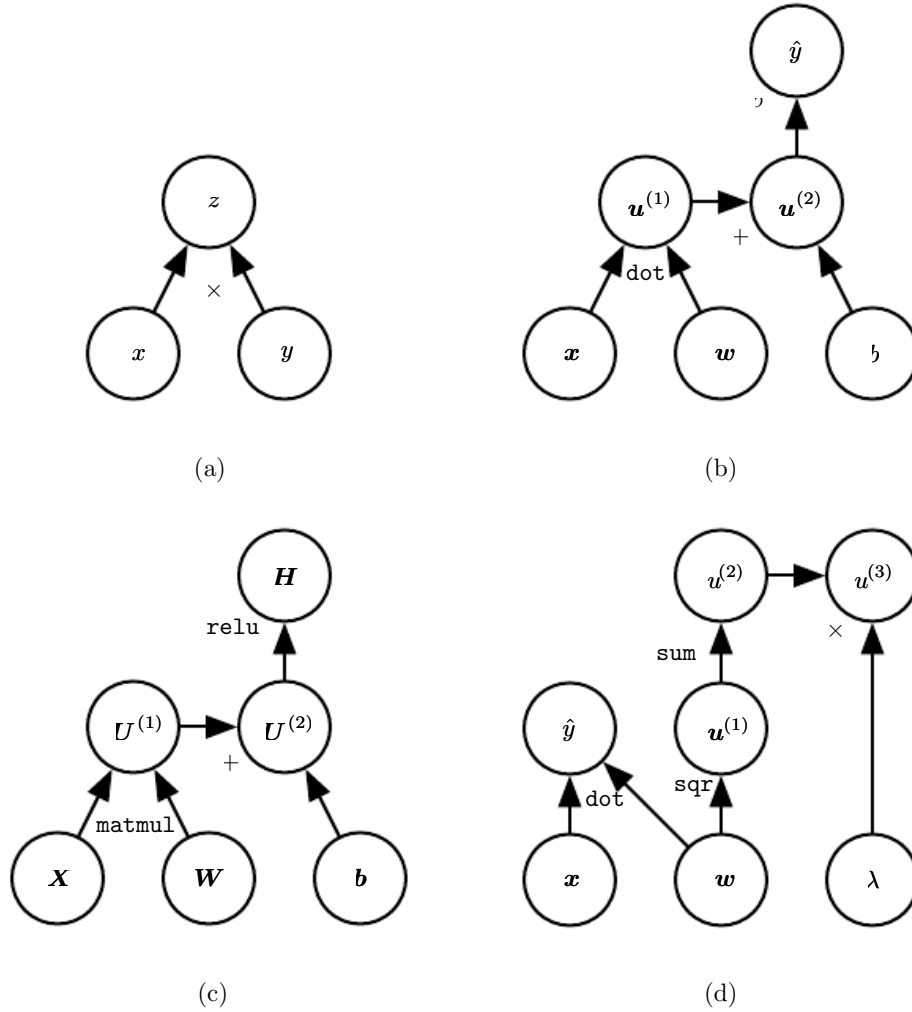 z
×
x y
(a)
ŷ
u(1) u(2)
+
dot
x w b
(b)
H
relu
U(1) U(2)
+
matmul
X W b
(c)
u(2) u(3)
×
sum
ŷ u(1)
dot sqr
x w λ
(d)